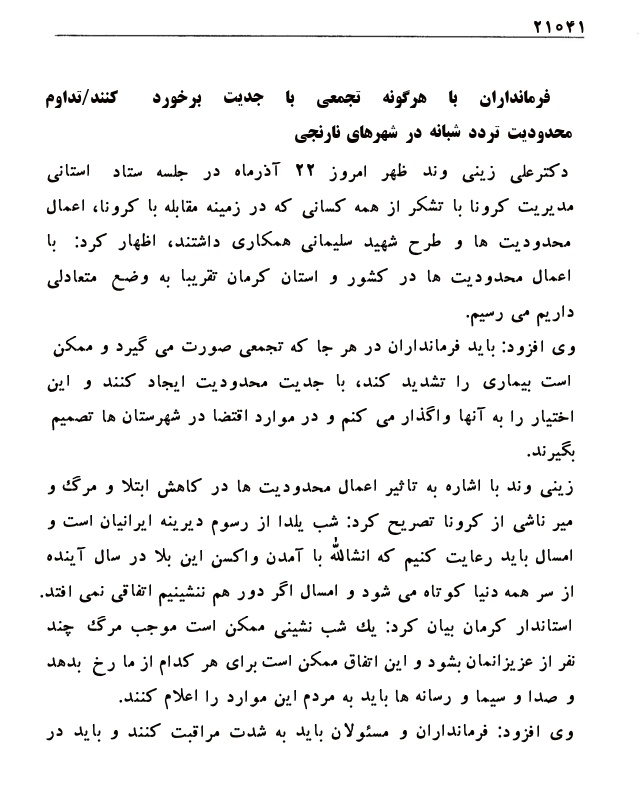 ۲۱۰۴۱
فرمانداران با هرگونه تجمعی با جدیت برخورد کنند/تداوم
محدودیت تردد شبانه در شهرهای نارنجی
دکترعلی زینی وند ظهر امروز ۲۲ آذرماه در جلسه ستاد استانی
مدیریت کرونا با تشکر از همه کسانی که در زمینه مقابله با کرونا، اعمال
محدودیت ها و طرح شهید سلیمانی همکاری داشتند، اظهار کرد: با
اعمال محدودیت ها در کشور و استان کرمان تقریبا به وضع متعادلی
داریم می رسیم.
وی افزود: باید فرمانداران در هر جا که تجمعی صورت می گیرد و ممکن
است بیماری را تشدید کند، با جدیت محدودیت ایجاد کنند و این
اختیار را به آنها واگذار می کنم و در موارد اقتضا در شهرستان ها تصمیم
بگیرند.
زینی وند با اشاره به تاثیر اعمال محدودیت ها در کاهش ابتلا و مرگ و
میر ناشی از کرونا تصریح کرد: شب یلدا از رسوم دیرینه ایرانیان است و
امسال باید رعایت کنیم که انشالله با آمدن واکسن این بلا در سال آینده
از سر همه دنیا کوتاه می شود و امسال اگر دور هم ننشینیم اتفاقی نمی افتد.
استاندار کرمان بیان کرد: یك شب نشینی ممکن است موجب مرگ چند
نفر از عزیزانمان بشود و این اتفاق ممکن است برای هر کدام از ما رخ بدهد
و صدا و سیما و رسانه ها باید به مردم این موارد را اعلام کنند.
وی افزود: فرمانداران و مسئولان باید به شدت مراقبت کنند و باید در